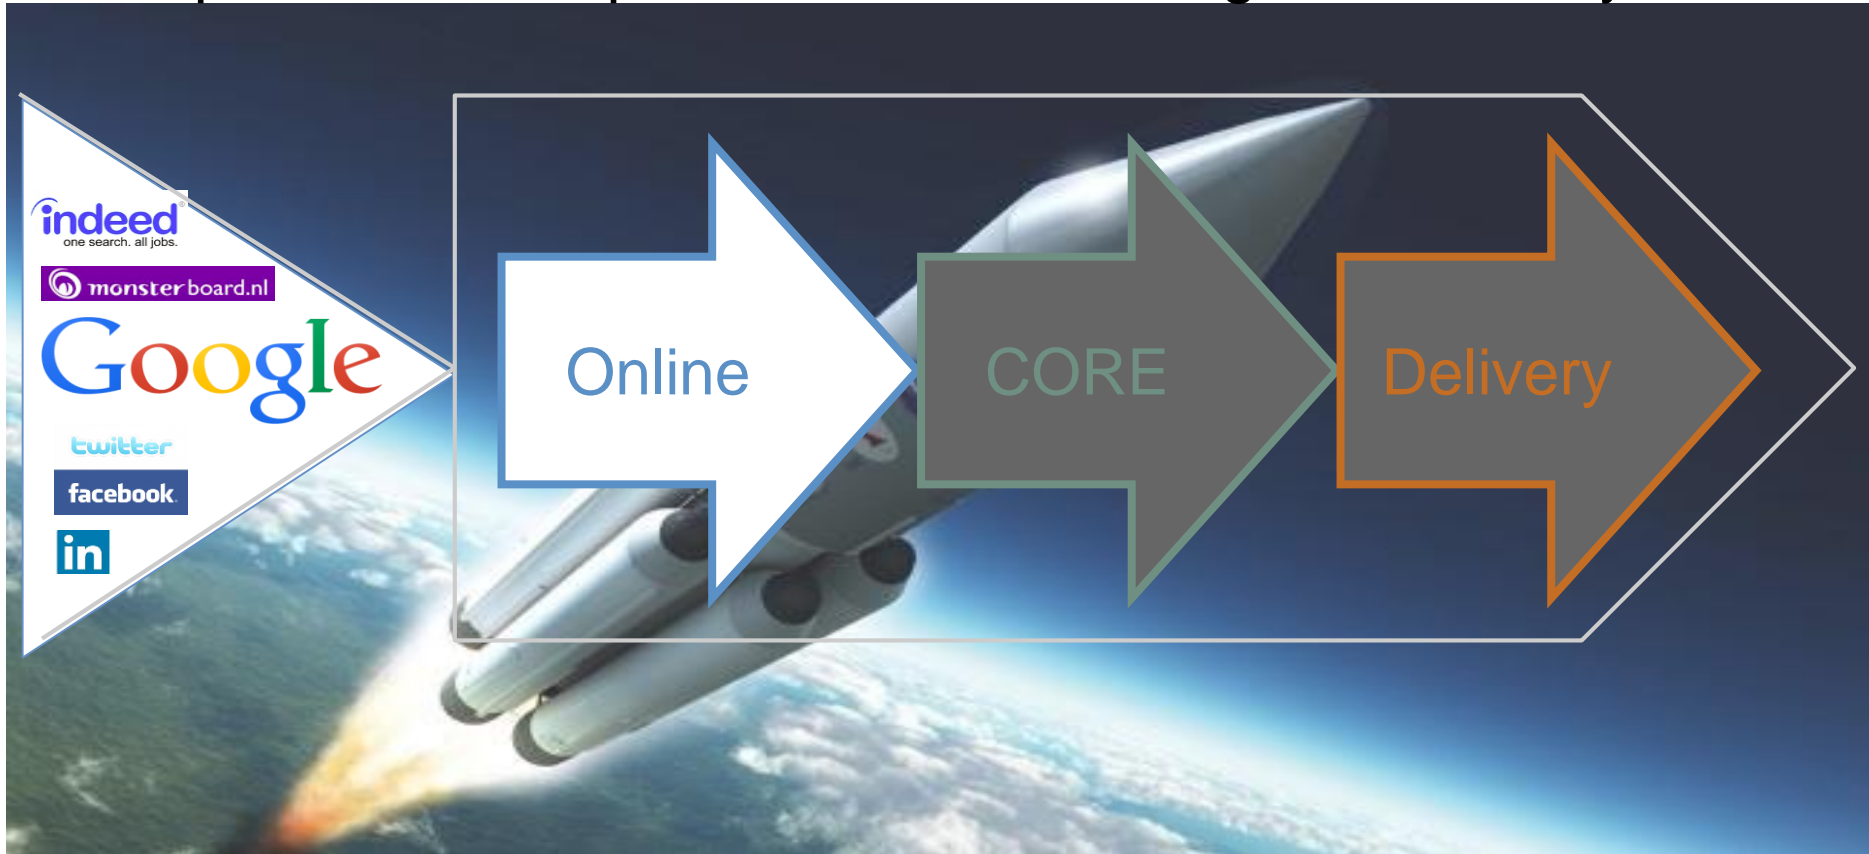 indeed®
one search. all jobs.
monsterboard.nl
Google
twitter
facebook.
in
Online
CORE
Delivery